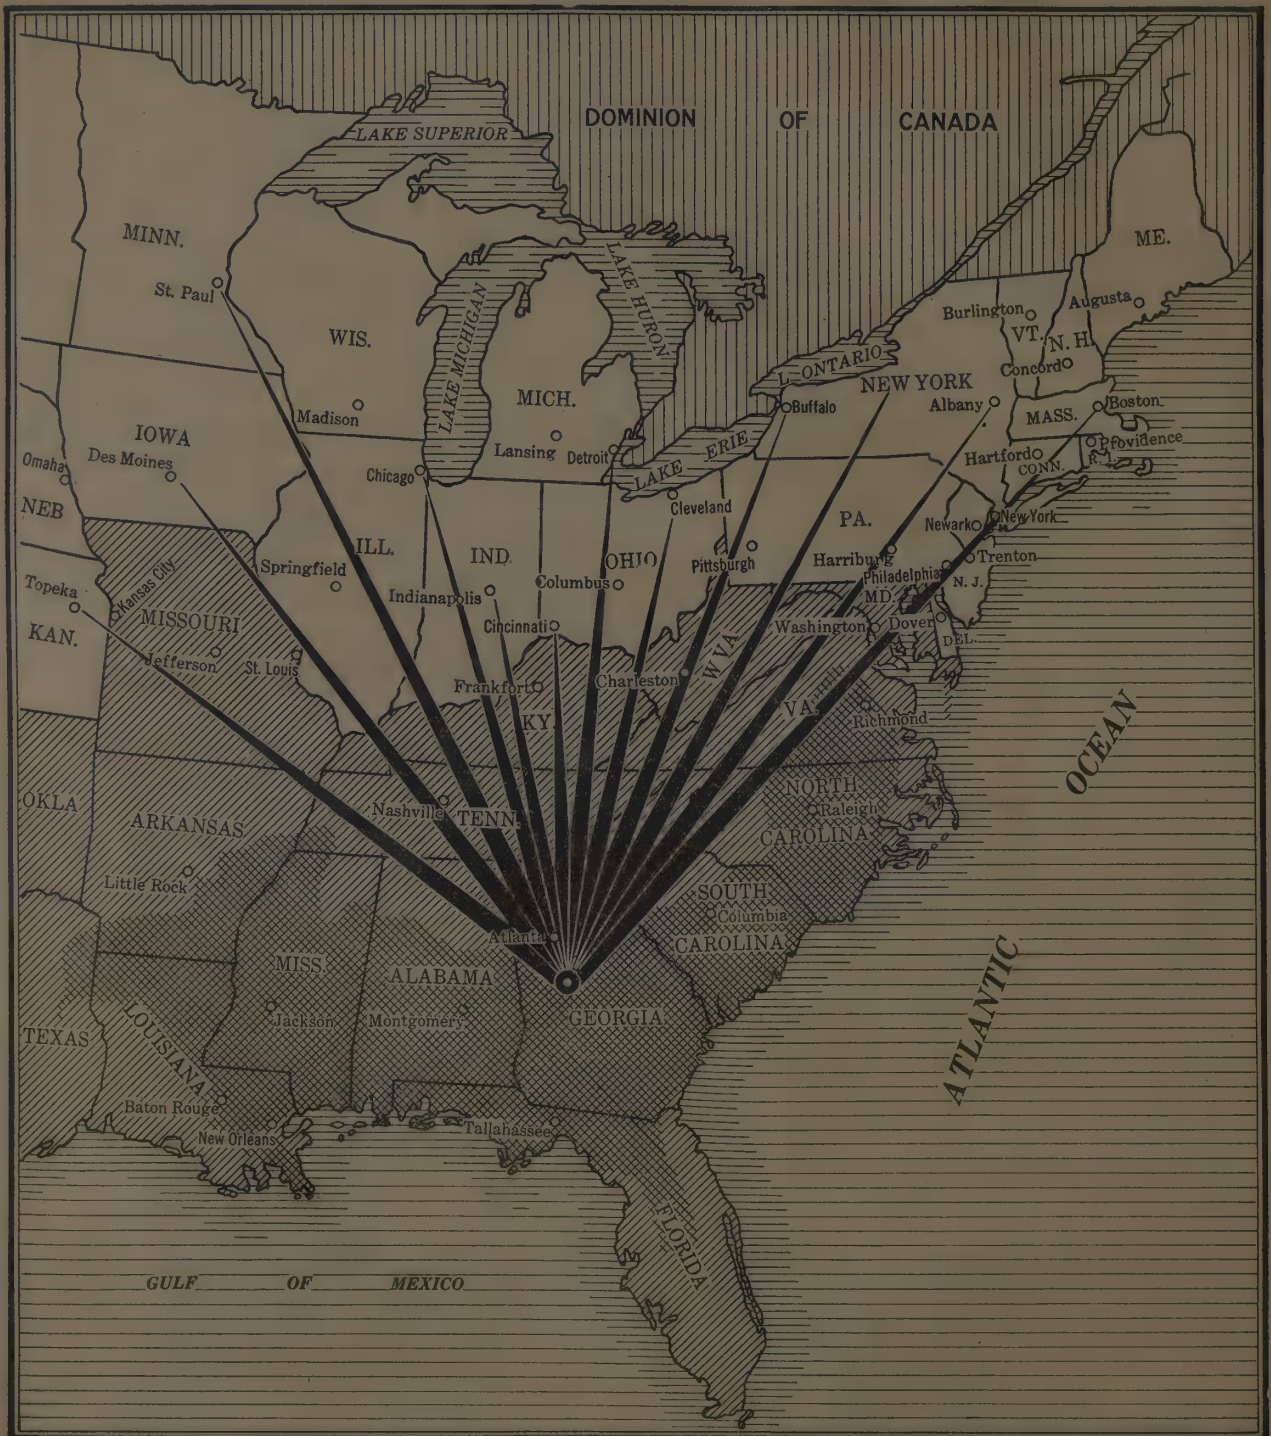 DOMINION OF CANADA
LAKE SUPERIOR
MINN.
St. Paul
WIS.
Madison
LAKE MICHIGAN
LAKE HURON
MICH.
Lansing
Detroit
L. ONTARIO
LAKE ERIE
Buffalo
NEW YORK
Albany
Burlington
VT.
N. H.
Concord
ME.
Augusta
MASS.
Boston
Providence
R. I.
Hartford
CONN.
IOWA
Des Moines
Omaha
NEB
Chicago
ILL.
Springfield
IND.
Indianapolis
OHIO
Columbus
Cleveland
Cincinnati
PA.
Pittsburgh
Harriburg
Philadelphia
Newark
New York
Trenton
N. J.
MD.
Dover
DEL.
Washington
Topeka
KAN.
Kansas City
MISSOURI
Jefferson
St. Louis
Frankfort
KY.
Charleston
W VA.
VA.
Richmond
OKLA
ARKANSAS
Little Rock
Nashville
TENN.
NORTH
Raleigh
CAROLINA
SOUTH
Columbia
CAROLINA
Atlanta
GEORGIA
MISS.
Jackson
ALABAMA
Montgomery
TEXAS
LOUISIANA
Baton Rouge
New Orleans
Tallahassee
FLORIDA
GULF OF MEXICO
ATLANTIC OCEAN